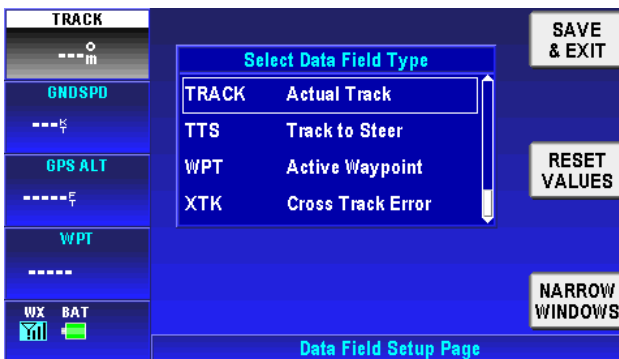 TRACK
---°m
GNDSPD
---KT
GPS ALT
-----FT
WPT
-----
WX BAT
Select Data Field Type
TRACK Actual Track
TTS Track to Steer
WPT Active Waypoint
XTK Cross Track Error
SAVE
& EXIT
RESET
VALUES
NARROW
WINDOWS
Data Field Setup Page